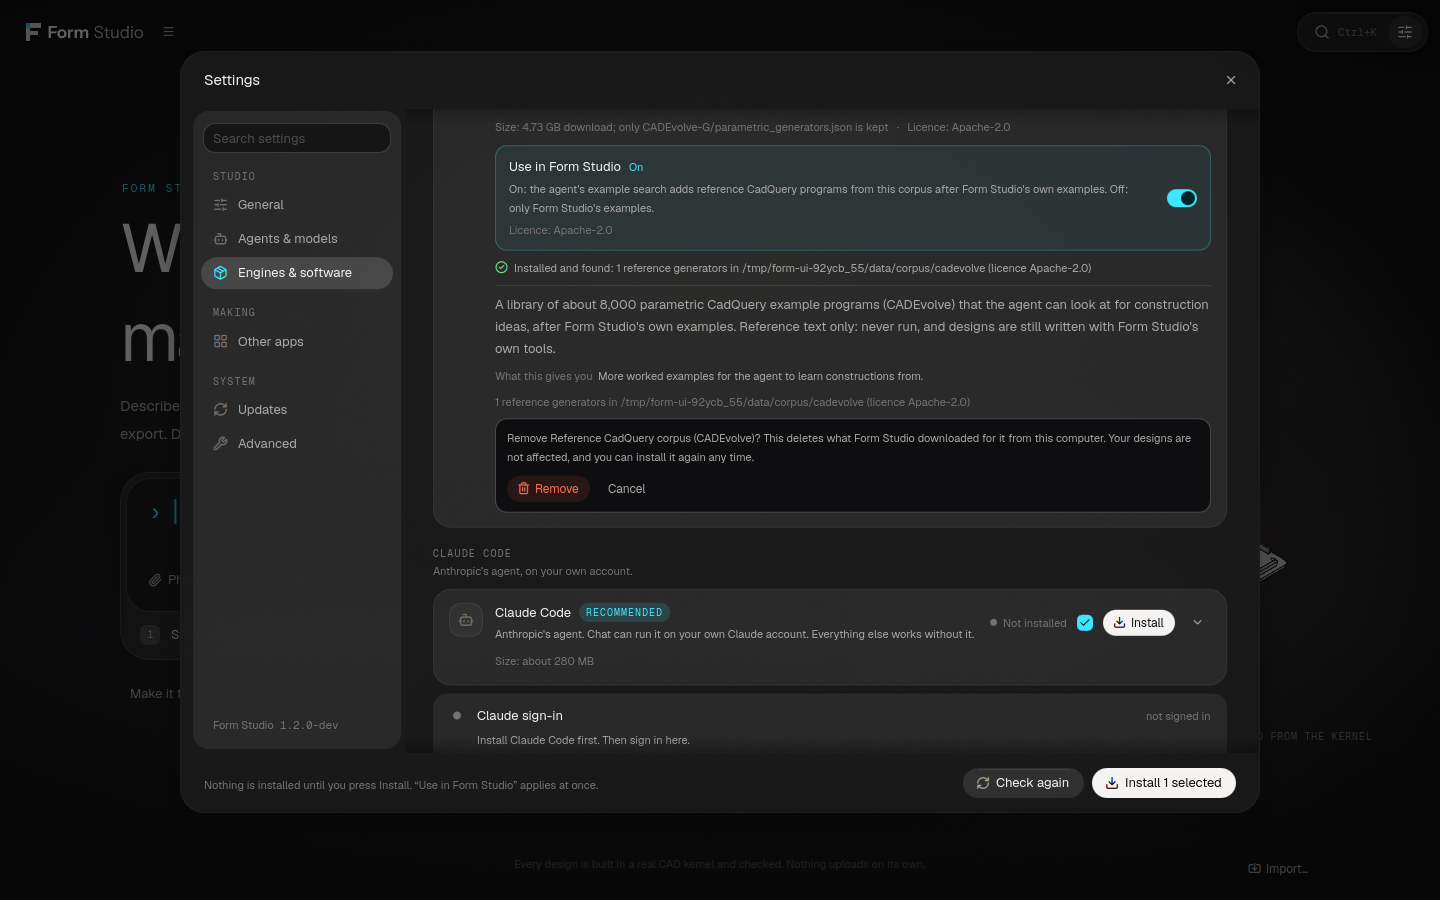 Form Studio
Ctrl+K
Settings
Search settings
STUDIO
General
Agents & models
Engines & software
MAKING
Other apps
SYSTEM
Updates
Advanced
Form Studio 1.2.0-dev
Size: 4.73 GB download; only CADEvolve-G/parametric_generators.json is kept · Licence: Apache-2.0
Use in Form Studio On
On: the agent's example search adds reference CadQuery programs from this corpus after Form Studio's own examples. Off:
only Form Studio's examples.
Licence: Apache-2.0
Installed and found: 1 reference generators in /tmp/form-ui-92ycb_55/data/corpus/cadevolve (licence Apache-2.0)
A library of about 8,000 parametric CadQuery example programs (CADEvolve) that the agent can look at for construction
ideas, after Form Studio's own examples. Reference text only: never run, and designs are still written with Form Studio's
own tools.
What this gives you More worked examples for the agent to learn constructions from.
1 reference generators in /tmp/form-ui-92ycb_55/data/corpus/cadevolve (licence Apache-2.0)
Remove Reference CadQuery corpus (CADEvolve)? This deletes what Form Studio downloaded for it from this computer. Your designs are
not affected, and you can install it again any time.
Remove Cancel
CLAUDE CODE
Anthropic's agent, on your own account.
Claude Code RECOMMENDED
Anthropic's agent. Chat can run it on your own Claude account. Everything else works without it.
Not installed Install
Size: about 280 MB
Claude sign-in
not signed in
Install Claude Code first. Then sign in here.
Nothing is installed until you press Install. “Use in Form Studio” applies at once.
Check again
Install 1 selected
FORM ST
W
m
Describe
export. D
Ph
1 S
Make it f
FROM THE KERNEL
Every design is built in a real CAD kernel and checked. Nothing uploads on its own.
Import…